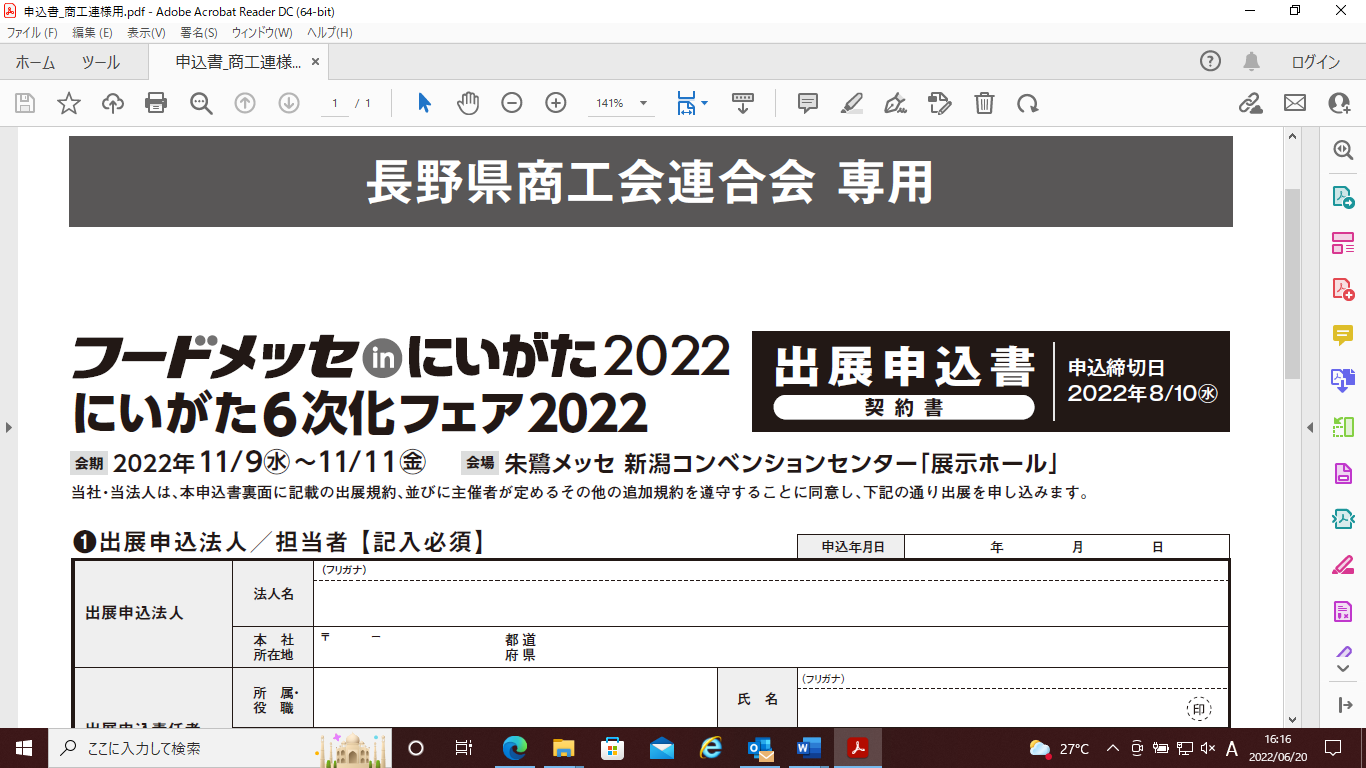 申込書_商工連様用.pdf - Adobe Acrobat Reader DC (64-bit)
ファイル(F) 編集(E) 表示(V) 署名(S) ウィンドウ(W) ヘルプ(H)
ホーム ツール 申込書_商工連様... × ログイン
1 / 1 141%
長野県商工会連合会 専用
フードメッセinにいがた2022
にいがた6次化フェア2022
出展申込書
契約書
申込締切日
2022年8/10㊌
会期 2022年11/9㊌～11/11㊎ 会場 朱鷺メッセ 新潟コンベンションセンター「展示ホール」
当社・当法人は、本申込書裏面に記載の出展規約、並びに主催者が定めるその他の追加規約を遵守することに同意し、下記の通り出展を申し込みます。
❶出展申込法人／担当者【記入必須】
申込年月日 年 月 日
出展申込法人
法人名
(フリガナ)
本 社
所在地
〒 －
都道
府県
出展申込責任者
所 属・
役 職
氏 名
(フリガナ)
印
ここに入力して検索
27℃
A
16:16
2022/06/20